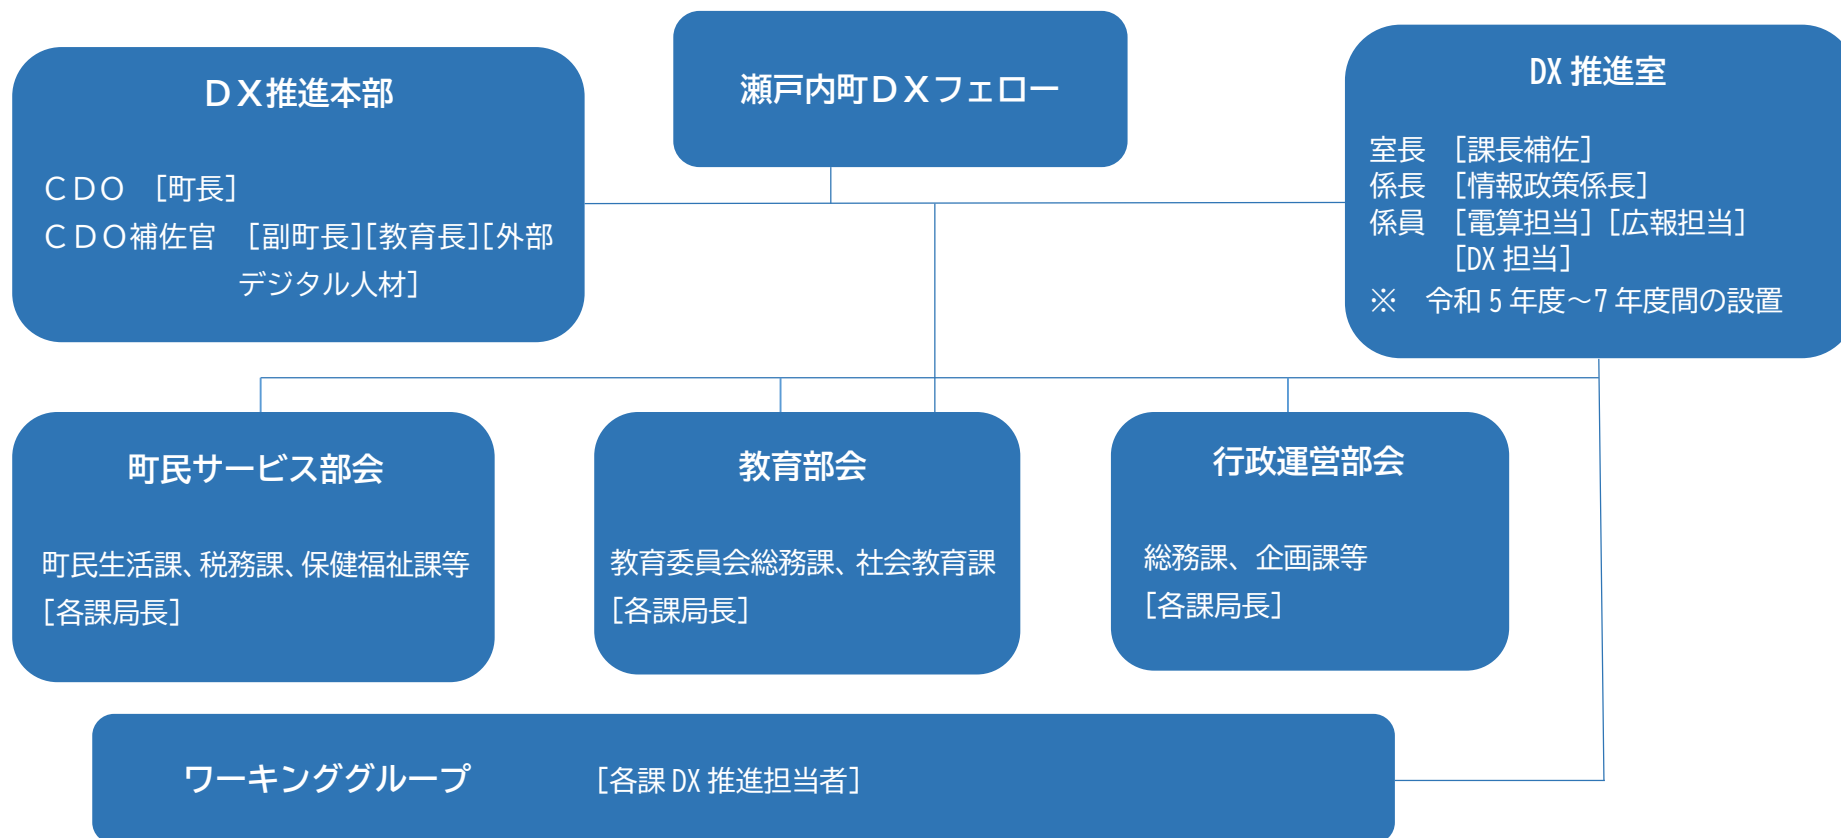 ＤＸ推進本部
ＣＤＯ　［町長］
ＣＤＯ補佐官　［副町長］［教育長］［外部
デジタル人材］
瀬戸内町ＤＸフェロー
DX 推進室
室長　［課長補佐］
係長　［情報政策係長］
係員　［電算担当］［広報担当］
［DX 担当］
※　令和 5 年度～7 年度間の設置
町民サービス部会
町民生活課、税務課、保健福祉課等
［各課局長］
教育部会
教育委員会総務課、社会教育課
［各課局長］
行政運営部会
総務課、企画課等
［各課局長］
ワーキンググループ　　　　［各課 DX 推進担当者］